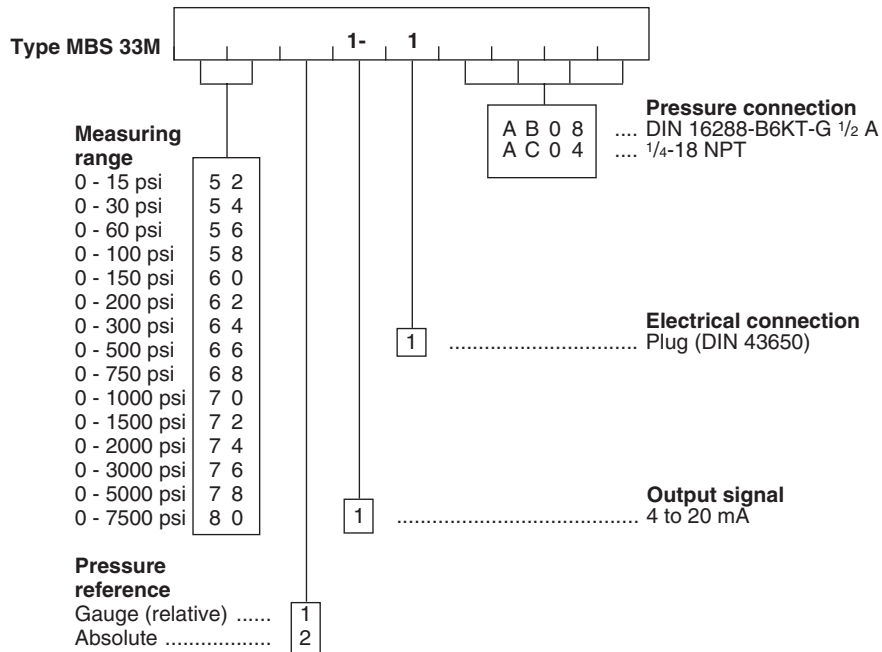 Type MBS 33M 1- 1
Pressure connection
A B 0 8 .... DIN 16288-B6KT-G 1/2 A
A C 0 4 .... 1/4-18 NPT
Measuring
range
0 - 15 psi 5 2
0 - 30 psi 5 4
0 - 60 psi 5 6
0 - 100 psi 5 8
0 - 150 psi 6 0
0 - 200 psi 6 2
0 - 300 psi 6 4
0 - 500 psi 6 6
0 - 750 psi 6 8
0 - 1000 psi 7 0
0 - 1500 psi 7 2
0 - 2000 psi 7 4
0 - 3000 psi 7 6
0 - 5000 psi 7 8
0 - 7500 psi 8 0
Electrical connection
1 ................................ Plug (DIN 43650)
Output signal
1 ......................................... 4 to 20 mA
Pressure
reference
Gauge (relative) ...... 1
Absolute .................. 2